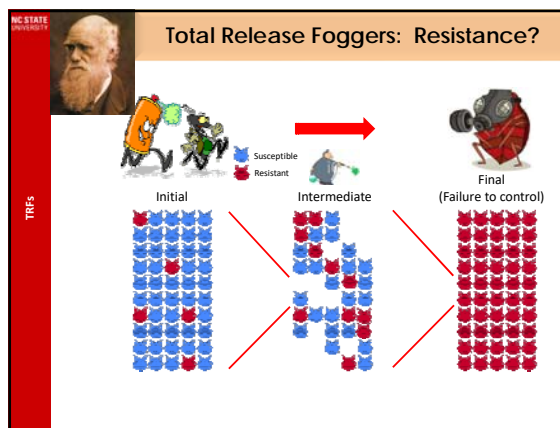 NC STATE
UNIVERSITY
Total Release Foggers: Resistance?
Susceptible
Resistant
Initial
Intermediate
Final
(Failure to control)
TRFs